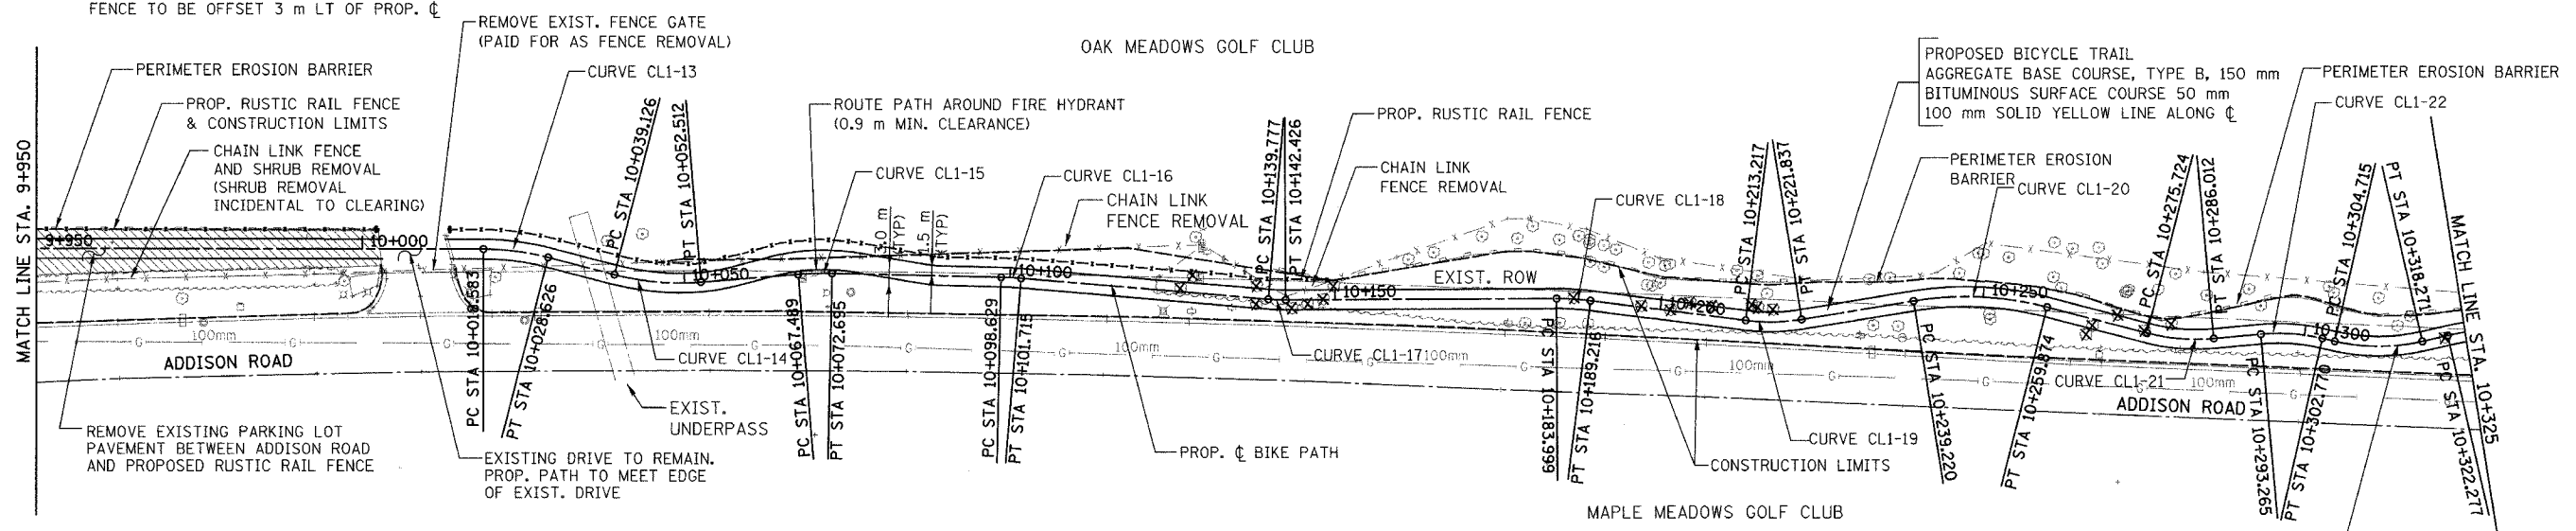 FENCE TO BE OFFSET 3 m LT OF PROP. ℄
REMOVE EXIST. FENCE GATE
(PAID FOR AS FENCE REMOVAL)
OAK MEADOWS GOLF CLUB
PROPOSED BICYCLE TRAIL
AGGREGATE BASE COURSE, TYPE B, 150 mm
BITUMINOUS SURFACE COURSE 50 mm
100 mm SOLID YELLOW LINE ALONG ℄
PERIMETER EROSION BARRIER
CURVE CL1-13
PERIMETER EROSION BARRIER
PROP. RUSTIC RAIL FENCE
& CONSTRUCTION LIMITS
ROUTE PATH AROUND FIRE HYDRANT
(0.9 m MIN. CLEARANCE)
PROP. RUSTIC RAIL FENCE
CURVE CL1-22
CHAIN LINK FENCE
AND SHRUB REMOVAL
(SHRUB REMOVAL
INCIDENTAL TO CLEARING)
CURVE CL1-15
CURVE CL1-16
CHAIN LINK
FENCE REMOVAL
CHAIN LINK
FENCE REMOVAL
CURVE CL1-18
PERIMETER EROSION
BARRIER
CURVE CL1-20
MATCH LINE STA. 9+950
PC STA 10+039.126
PT STA 10+052.512
3.0 m
(TYP)
1.5 m
(TYP)
PC STA 10+139.777
PT STA 10+142.426
PC STA 10+213.217
PT STA 10+221.837
PC STA 10+275.724
PT STA 10+286.012
PC STA 10+304.715
PT STA 10+318.271
MATCH LINE STA. 10+325
9+950
10+000
10+050
10+100
10+150
EXIST. ROW
10+200
10+250
10+300
100mm
100mm
100mm
100mm
100mm
100mm
G
ADDISON ROAD
CURVE CL1-14
CURVE CL1-17
CURVE CL1-21
ADDISON ROAD
PC STA 10+018.583
PT STA 10+028.626
PC STA 10+067.489
PT STA 10+072.695
PC STA 10+098.629
PT STA 10+101.715
PC STA 10+183.999
PT STA 10+189.216
PC STA 10+239.220
PT STA 10+259.874
PC STA 10+293.265
PT STA 10+302.770
PC STA 10+322.277
EXIST.
UNDERPASS
REMOVE EXISTING PARKING LOT
PAVEMENT BETWEEN ADDISON ROAD
AND PROPOSED RUSTIC RAIL FENCE
EXISTING DRIVE TO REMAIN.
PROP. PATH TO MEET EDGE
OF EXIST. DRIVE
PROP. ℄ BIKE PATH
CURVE CL1-19
CONSTRUCTION LIMITS
MAPLE MEADOWS GOLF CLUB